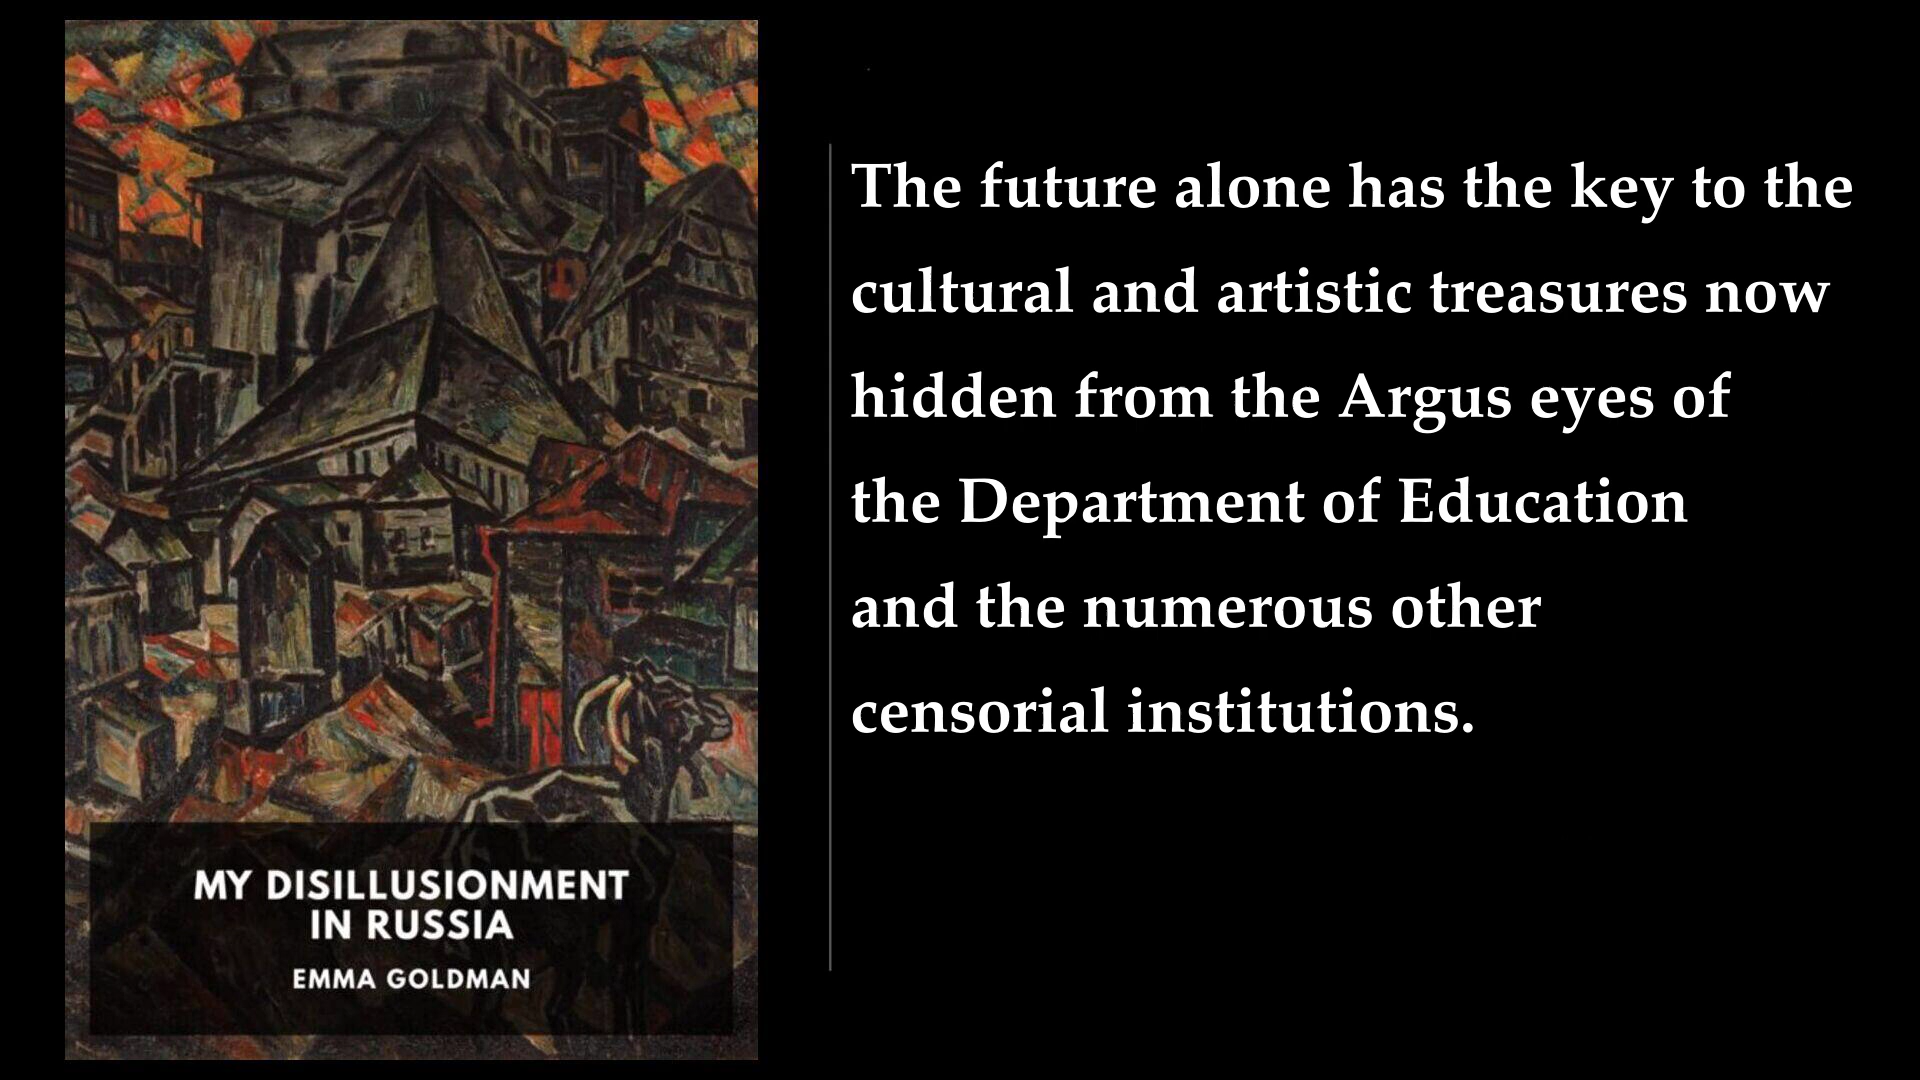 MY DISILLUSIONMENT
IN RUSSIA
EMMA GOLDMAN
The future alone has the key to the
cultural and artistic treasures now
hidden from the Argus eyes of
the Department of Education
and the numerous other
censorial institutions.